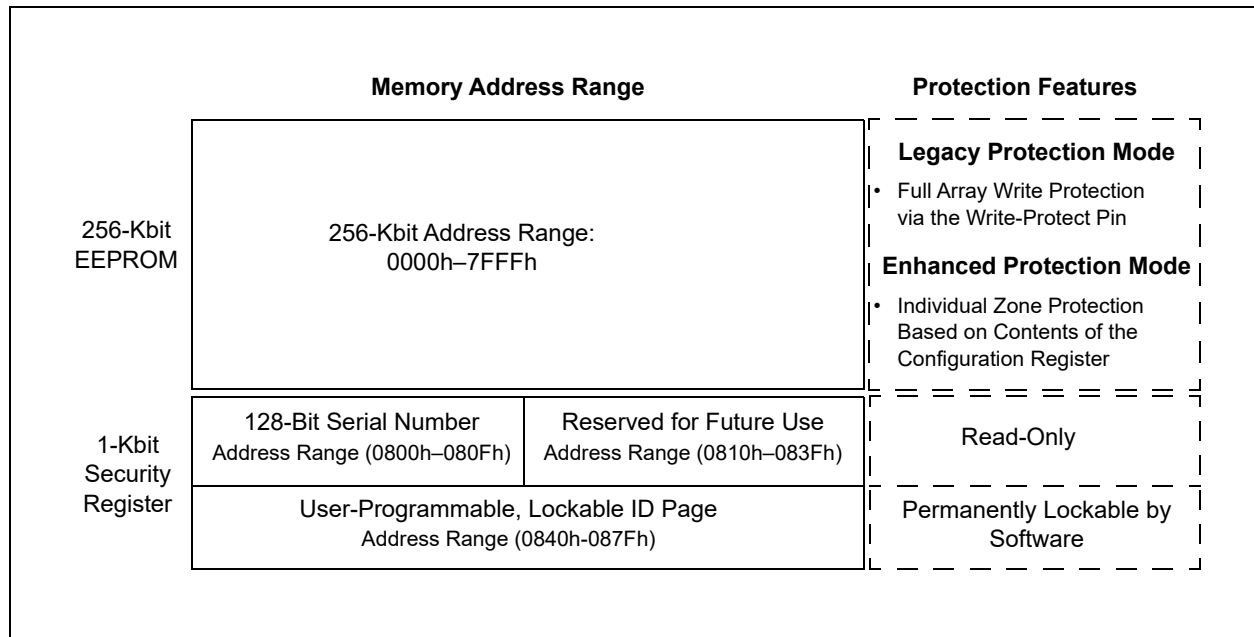 Memory Address Range
Protection Features
256-Kbit
EEPROM
256-Kbit Address Range:
0000h–7FFFh
Legacy Protection Mode
• Full Array Write Protection
via the Write-Protect Pin
Enhanced Protection Mode
• Individual Zone Protection
Based on Contents of the
Configuration Register
1-Kbit
Security
Register
128-Bit Serial Number
Address Range (0800h–080Fh)
Reserved for Future Use
Address Range (0810h–083Fh)
Read-Only
User-Programmable, Lockable ID Page
Address Range (0840h-087Fh)
Permanently Lockable by
Software